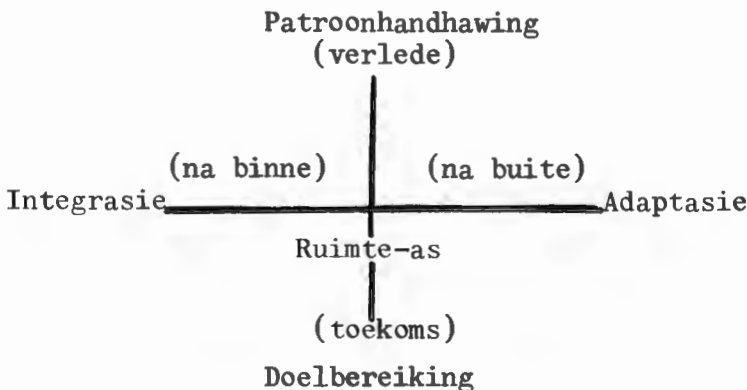 Patroonhandhawing
(verlede)
(na binne) (na buite)
Integrasie Adaptasie
Ruimte-as
(toekoms)
Doelbereiking